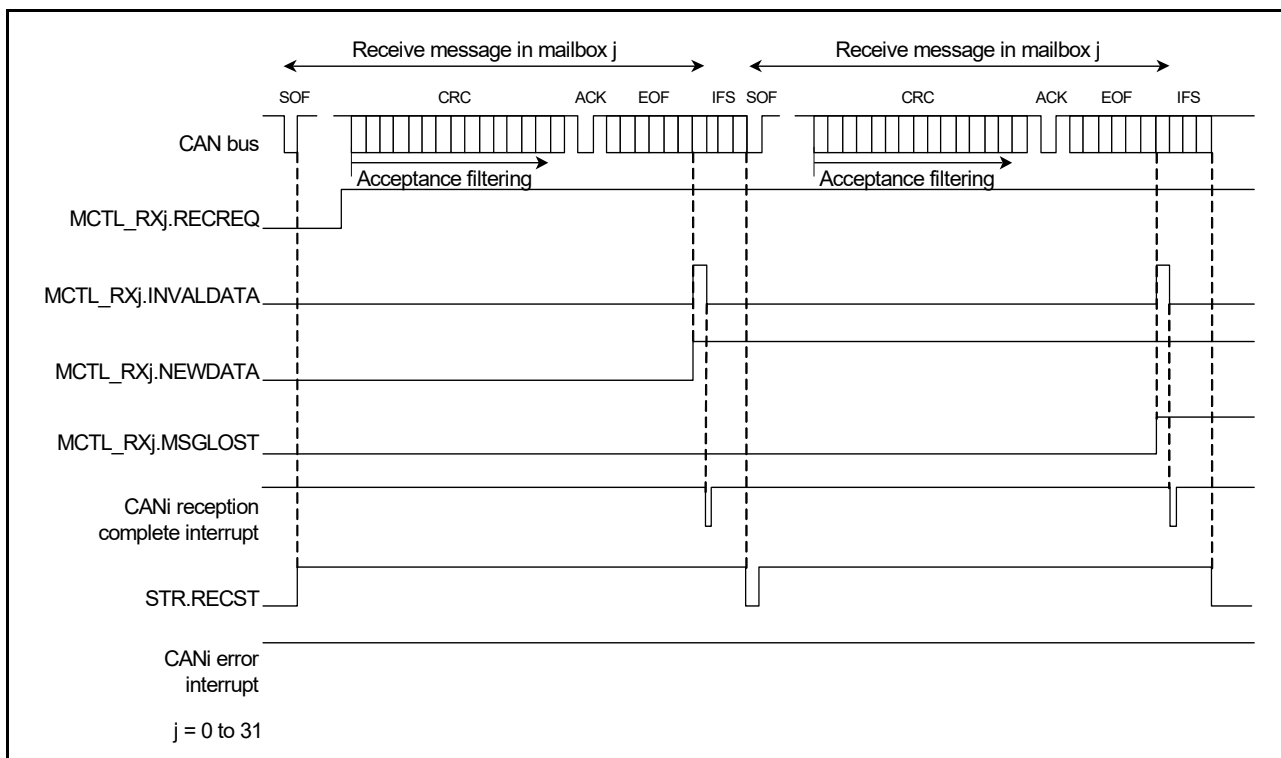 Receive message in mailbox j Receive message in mailbox j
SOF CRC ACK EOF IFS SOF CRC ACK EOF IFS
CAN bus
Acceptance filtering Acceptance filtering
MCTL_RXj.RECREQ
MCTL_RXj.INVALDATA
MCTL_RXj.NEWDATA
MCTL_RXj.MSGLOST
CANi reception
complete interrupt
STR.RECST
CANi error
interrupt
j = 0 to 31